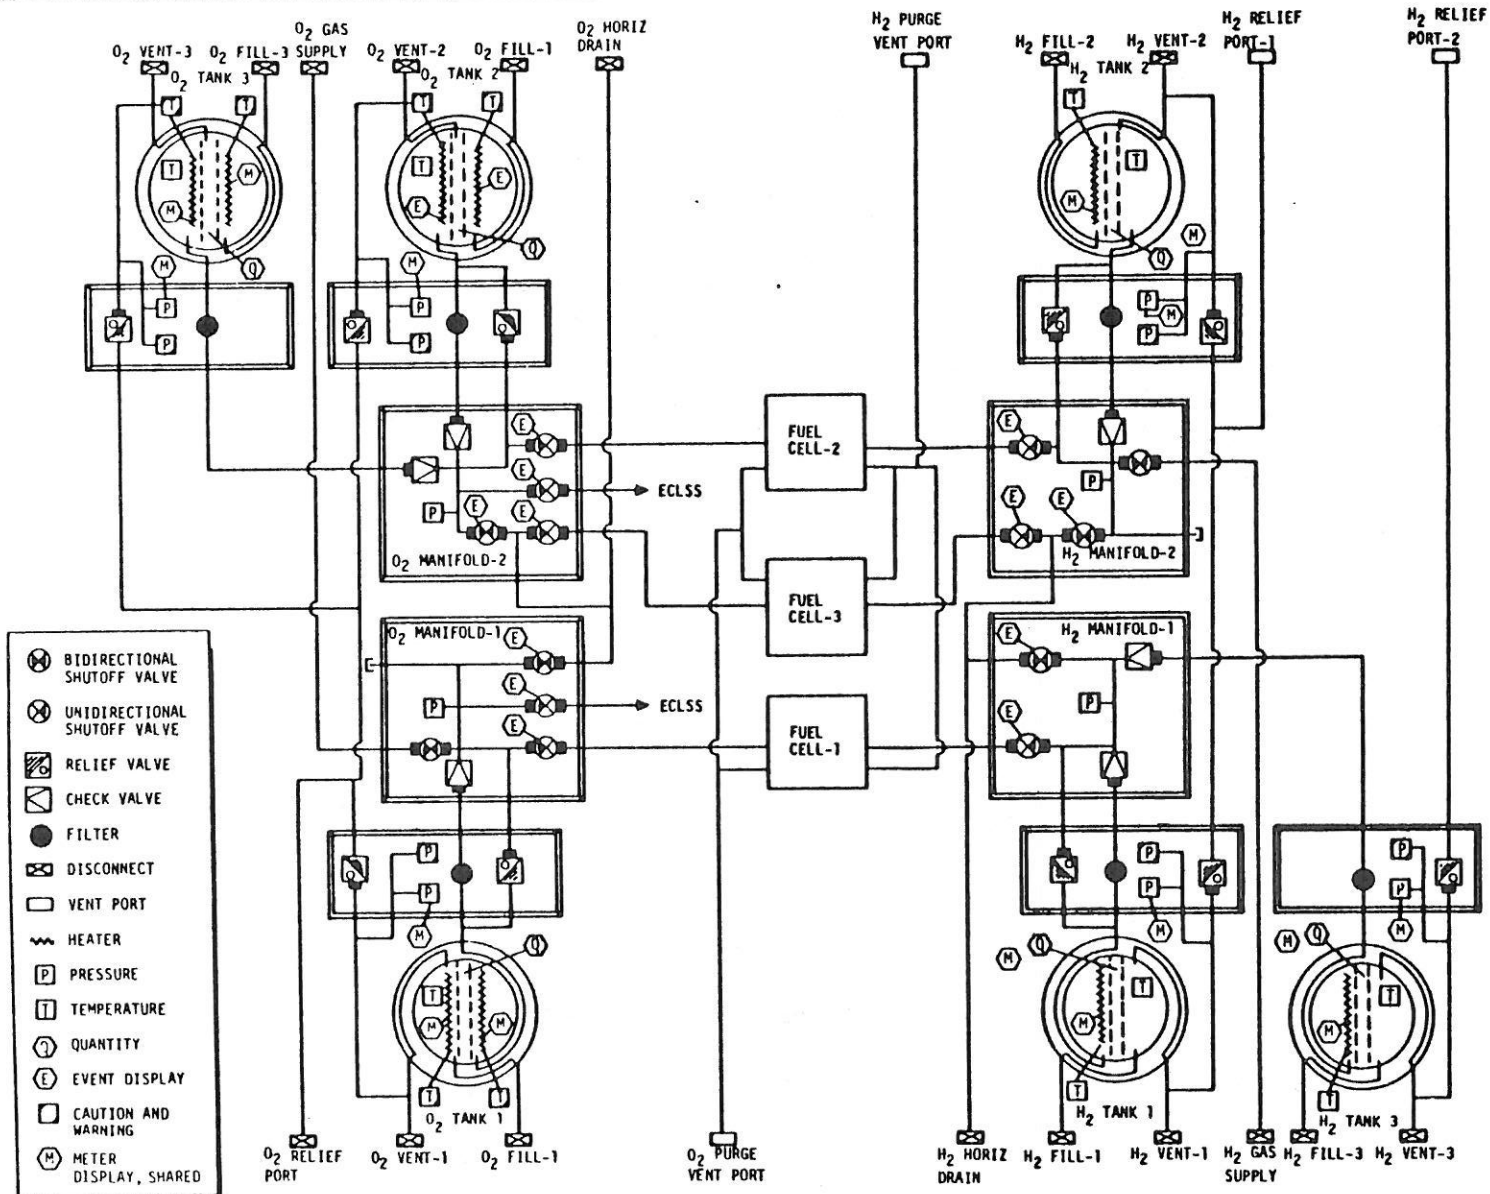 O2 VENT-3
O2 FILL-3
O2 GAS SUPPLY
O2 VENT-2
O2 FILL-1
O2 HORIZ DRAIN
H2 PURGE VENT PORT
H2 FILL-2
H2 VENT-2
H2 RELIEF PORT-1
H2 RELIEF PORT-2
O2 TANK 3
O2 TANK 2
H2 TANK 2
T T T T T
T T T
M M E E M
Q Q Q
M M M
P P P M
P P P
FUEL CELL-2
E E
E
P E E ECLSS
P E E
O2 MANIFOLD-2
H2 MANIFOLD-2
FUEL CELL-3
O2 MANIFOLD-1
E E
H2 MANIFOLD-1
E
P ECLSS
P
E E
FUEL CELL-1
BIDIRECTIONAL SHUTOFF VALVE
UNIDIRECTIONAL SHUTOFF VALVE
RELIEF VALVE
CHECK VALVE
FILTER
DISCONNECT
VENT PORT
HEATER
P PRESSURE
T TEMPERATURE
Q QUANTITY
E EVENT DISPLAY
CAUTION AND WARNING
M METER DISPLAY, SHARED
P P P
P P P
M M M
Q M Q M Q
T T T
M M M M
T T T T
O2 TANK 1
H2 TANK 1
H2 TANK 3
O2 RELIEF PORT
O2 VENT-1
O2 FILL-1
O2 PURGE VENT PORT
H2 HORIZ DRAIN
H2 FILL-1
H2 VENT-1
H2 GAS SUPPLY
H2 FILL-3
H2 VENT-3